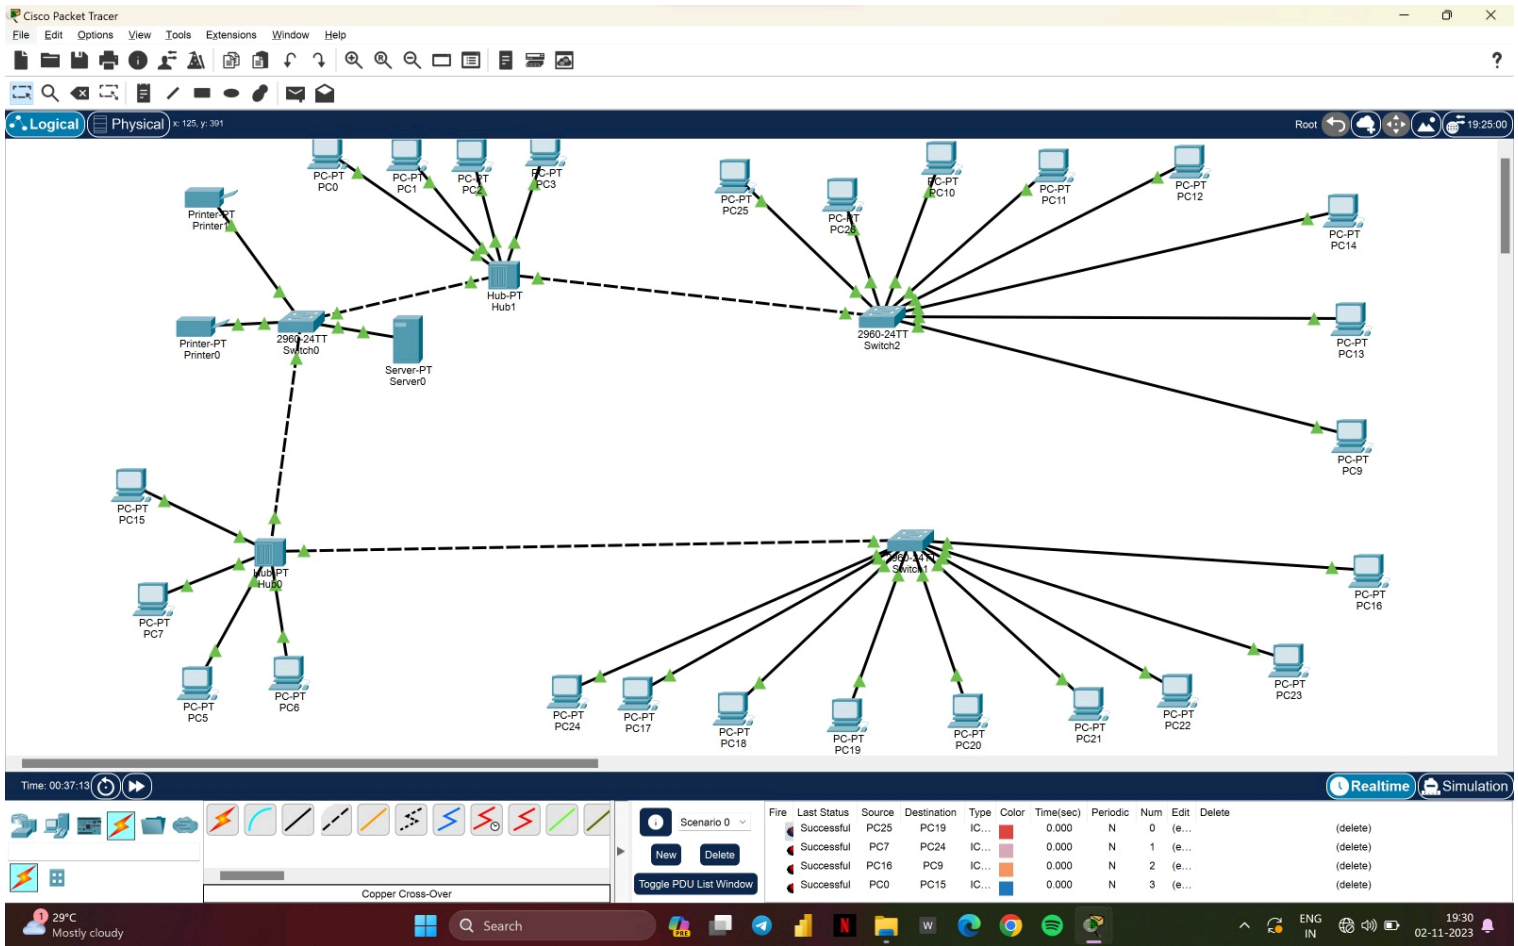 Cisco Packet Tracer
File Edit Options View Tools Extensions Window Help
Logical Physical x: 125, y: 391 Root 19:25:00
PC-PT
PC0
PC-PT
PC1
PC-PT
PC2
PC-PT
PC3
Printer-PT
Printer1
Hub-PT
Hub1
Printer-PT
Printer0
2960-24TT
Switch0
Server-PT
Server0
PC-PT
PC25
PC-PT
PC26
PC-PT
PC10
PC-PT
PC11
PC-PT
PC12
PC-PT
PC14
2960-24TT
Switch2
PC-PT
PC13
PC-PT
PC9
PC-PT
PC15
Hub-PT
Hub0
PC-PT
PC7
PC-PT
PC5
PC-PT
PC6
2960-24TT
Switch1
PC-PT
PC16
PC-PT
PC24
PC-PT
PC17
PC-PT
PC18
PC-PT
PC19
PC-PT
PC20
PC-PT
PC21
PC-PT
PC22
PC-PT
PC23
Time: 00:37:13 Realtime Simulation
Scenario 0
New Delete
Toggle PDU List Window
Copper Cross-Over
Fire Last Status Source Destination Type Color Time(sec) Periodic Num Edit Delete
Successful PC25 PC19 IC... 0.000 N 0 (e... (delete)
Successful PC7 PC24 IC... 0.000 N 1 (e... (delete)
Successful PC16 PC9 IC... 0.000 N 2 (e... (delete)
Successful PC0 PC15 IC... 0.000 N 3 (e... (delete)
1
29°C
Mostly cloudy
Search
PRE
N
W
ENG
IN
19:30
02-11-2023